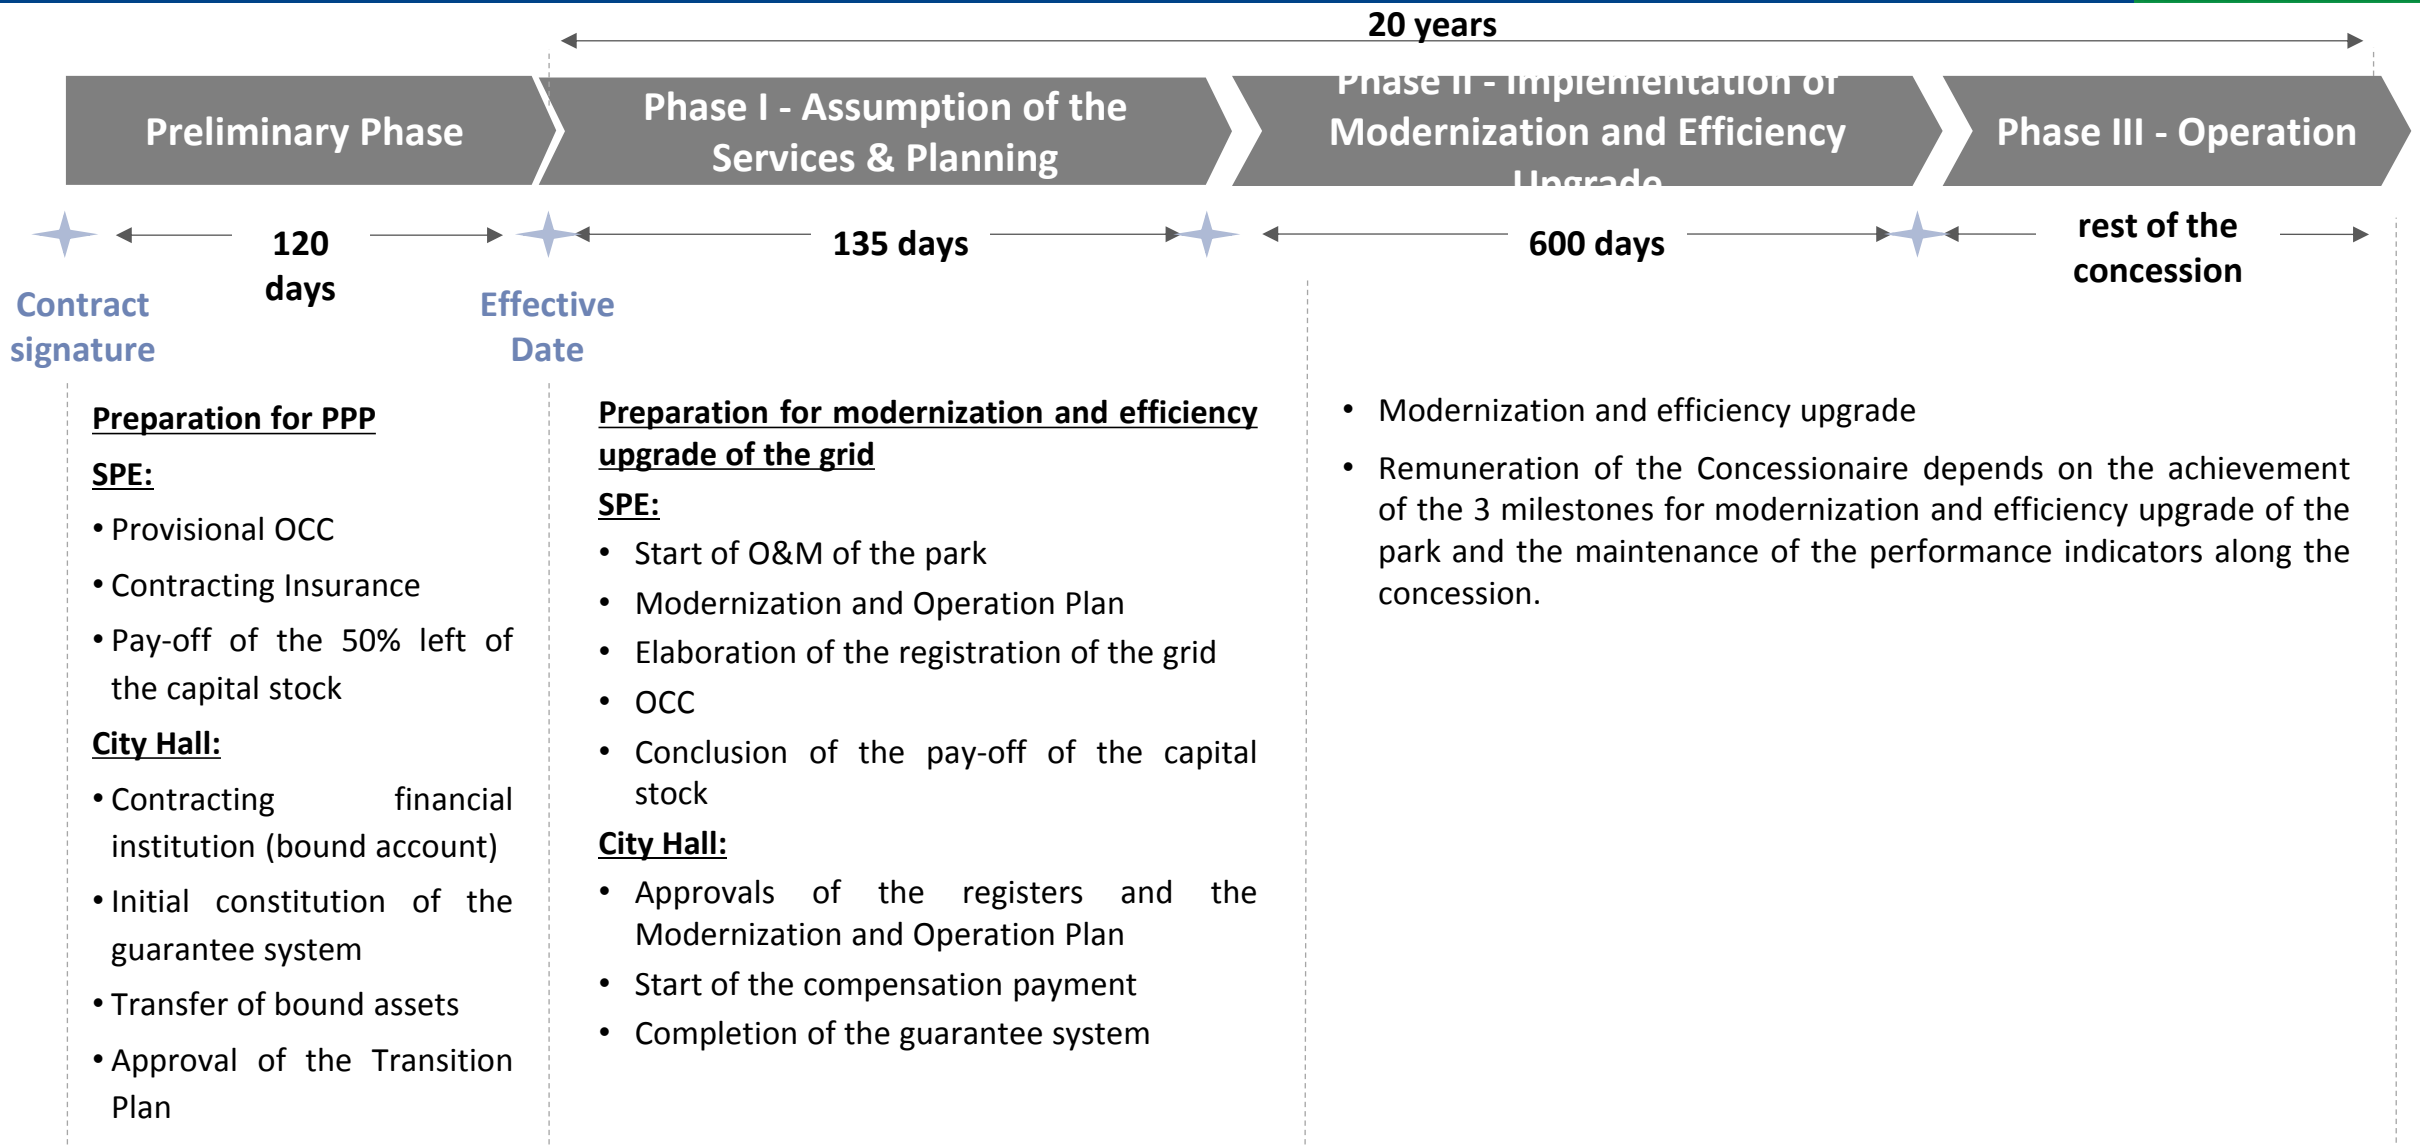 20 years
Preliminary Phase
Phase I - Assumption of the
Services & Planning
Phase II - Implementation of
Modernization and Efficiency
Upgrade
Phase III - Operation
120
days
135 days
600 days
rest of the
concession
Contract
signature
Effective
Date
Preparation for PPP
SPE:
• Provisional OCC
• Contracting Insurance
• Pay-off of the 50% left of
the capital stock
City Hall:
• Contracting financial
institution (bound account)
• Initial constitution of the
guarantee system
• Transfer of bound assets
• Approval of the Transition
Plan
Preparation for modernization and efficiency
upgrade of the grid
SPE:
• Start of O&M of the park
• Modernization and Operation Plan
• Elaboration of the registration of the grid
• OCC
• Conclusion of the pay-off of the capital
stock
City Hall:
• Approvals of the registers and the
Modernization and Operation Plan
• Start of the compensation payment
• Completion of the guarantee system
• Modernization and efficiency upgrade
• Remuneration of the Concessionaire depends on the achievement
of the 3 milestones for modernization and efficiency upgrade of the
park and the maintenance of the performance indicators along the
concession.